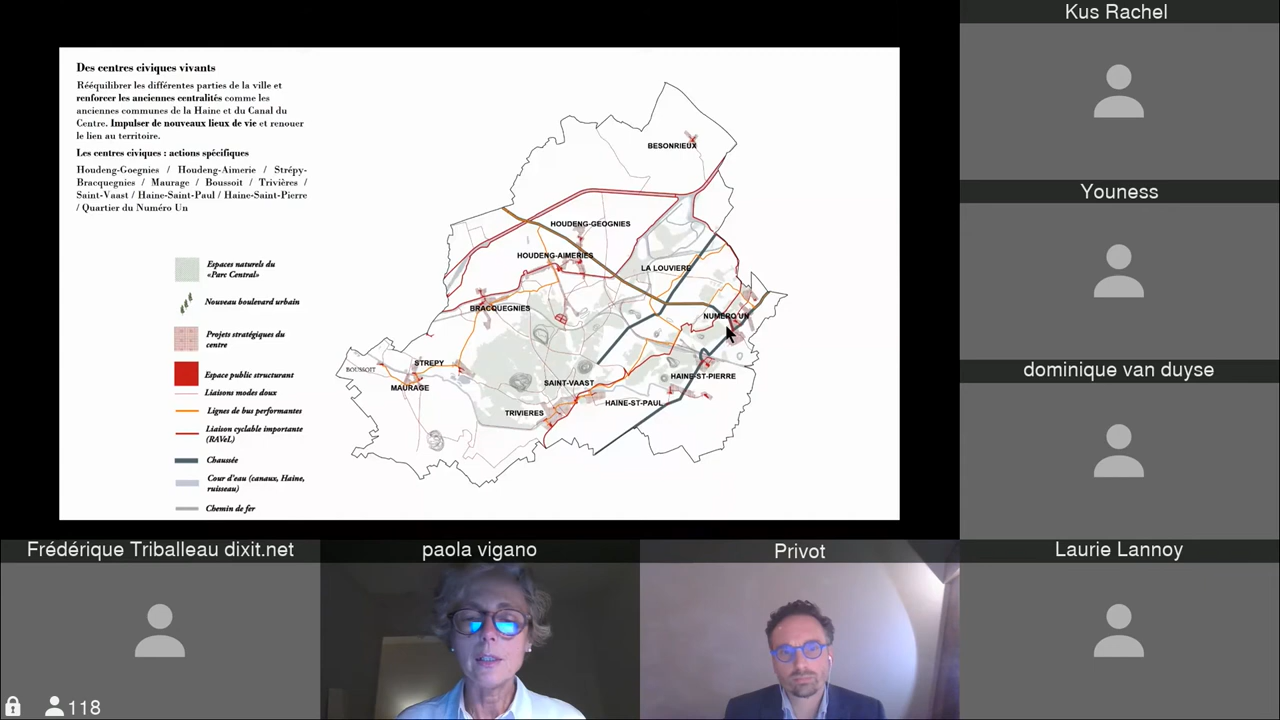 Des centres civiques vivants
Rééquilibrer les différentes parties de la ville et
renforcer les anciennes centralités comme les
anciennes communes de la Haine et du Canal du
Centre. Impulser de nouveaux lieux de vie et renouer
le lien au territoire.
Les centres civiques : actions spécifiques
Houdeng-Goegnies / Houdeng-Aimerie / Strépy-
Bracquegnies / Maurage / Boussoit / Trivières /
Saint-Vaast / Haine-Saint-Paul / Haine-Saint-Pierre
/ Quartier du Numéro Un
Espaces naturels du
«Parc Central»
Nouveau boulevard urbain
Projets stratégiques du
centre
Espace public structurant
Liaisons modes doux
Lignes de bus performantes
Liaison cyclable importante
(RAVeL)
Chaussée
Cour d'eau (canaux, Haine,
ruisseau)
Chemin de fer
BESONRIEUX
HOUDENG-GEOGNIES
HOUDENG-AIMERIES
LA LOUVIERE
BRACQUEGNIES
NUMERO UN
BOUSSOIT
STREPY
MAURAGE
SAINT-VAAST
HAINE-ST-PIERRE
HAINE-ST-PAUL
TRIVIERES
Kus Rachel
Youness
dominique van duyse
Frédérique Triballeau dixit.net
paola vigano
Privot
Laurie Lannoy
118